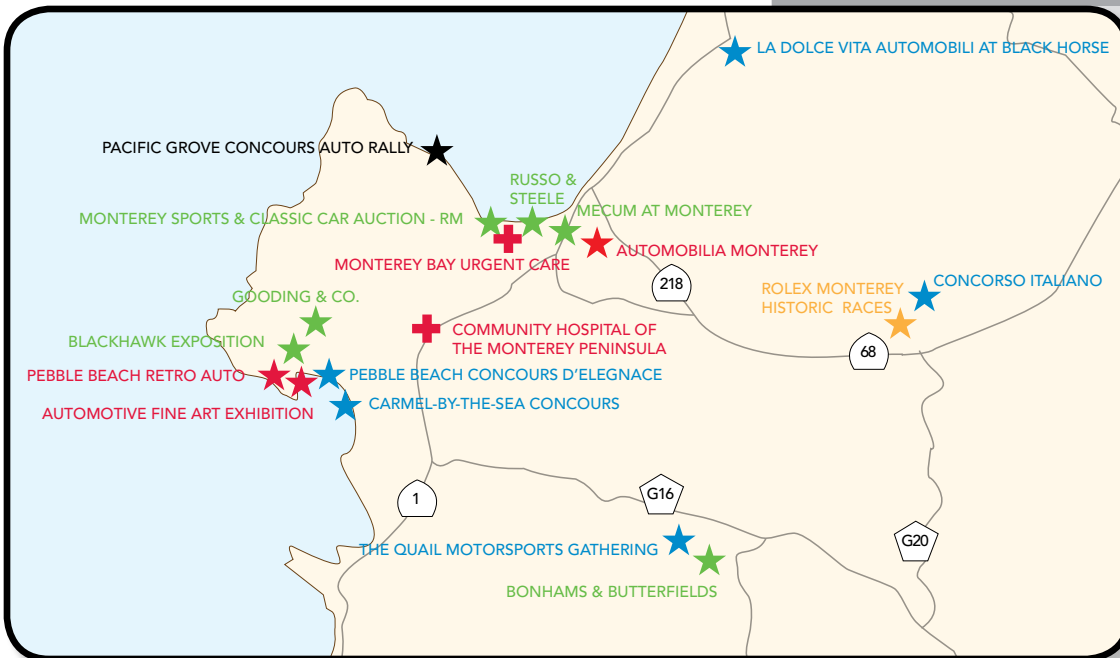 LA DOLCE VITA AUTOMOBILI AT BLACK HORSE
PACIFIC GROVE CONCOURS AUTO RALLY
RUSSO &
STEELE
MONTEREY SPORTS & CLASSIC CAR AUCTION - RM
MECUM AT MONTEREY
AUTOMOBILIA MONTEREY
MONTEREY BAY URGENT CARE
218
CONCORSO ITALIANO
ROLEX MONTEREY
HISTORIC RACES
GOODING & CO.
COMMUNITY HOSPITAL OF
THE MONTEREY PENINSULA
BLACKHAWK EXPOSITION
68
PEBBLE BEACH RETRO AUTO
PEBBLE BEACH CONCOURS D'ELEGNACE
AUTOMOTIVE FINE ART EXHIBITION
CARMEL-BY-THE-SEA CONCOURS
1
G16
G20
THE QUAIL MOTORSPORTS GATHERING
BONHAMS & BUTTERFIELDS